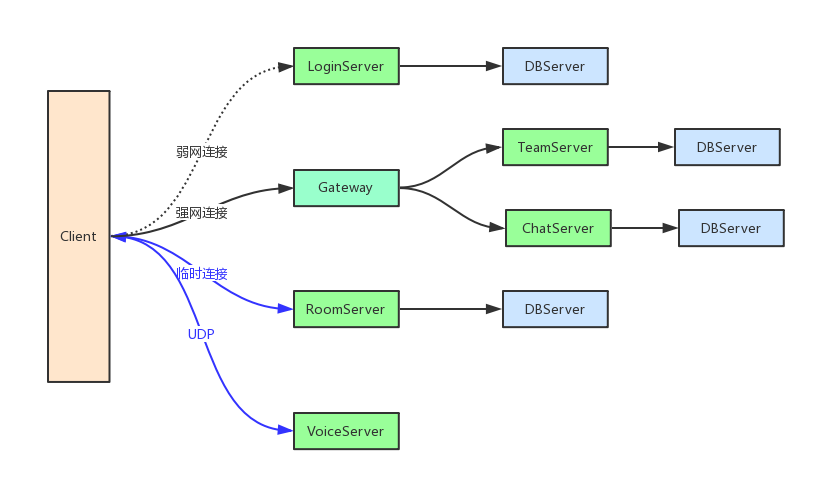 LoginServer
DBServer
TeamServer
DBServer
弱网连接
Gateway
强网连接
ChatServer
DBServer
Client
临时连接
RoomServer
DBServer
UDP
VoiceServer